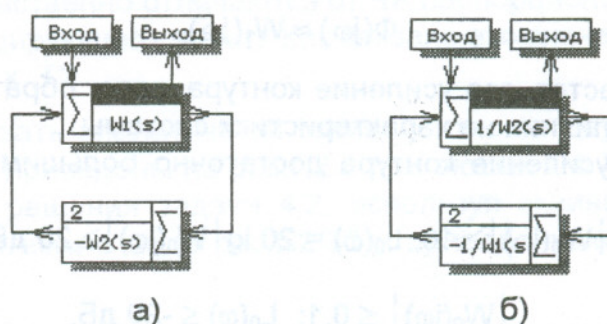 Вход Выход Вход Выход
W1(s) 1/W2(s)
2 2
-W2(s) -1/W1(s)
а) б)